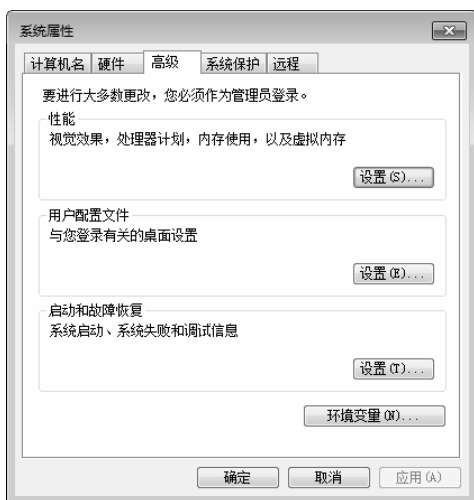 系统属性
计算机名 硬件 高级 系统保护 远程
要进行大多数更改，您必须作为管理员登录。
性能
视觉效果，处理器计划，内存使用，以及虚拟内存
设置(S)...
用户配置文件
与您登录有关的桌面设置
设置(E)...
启动和故障恢复
系统启动、系统失败和调试信息
设置(T)...
环境变量(N)...
确定 取消 应用(A)